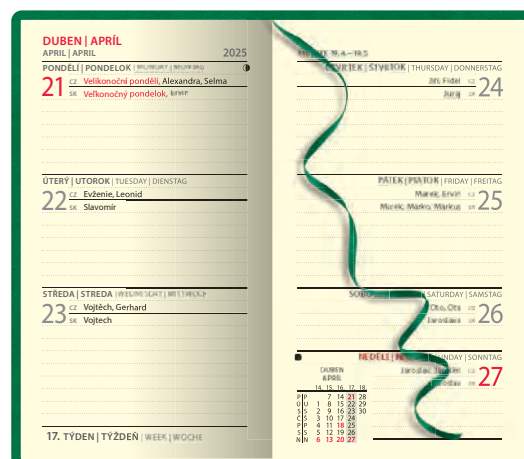 DUBEN | APRÍL
APRIL | APRIL 2025
PONDĚLÍ | PONDELOK
21 CZ Velikonoční pondělí, Alexandra, Selma
SK Veľkonočný pondelok, Ervín
ÚTERÝ | UTOROK | TUESDAY | DIENSTAG
22 CZ Evženie, Leonid
SK Slavomír
STŘEDA | STREDA | WEDNESDAY | MITTWOCH
23 CZ Vojtěch, Gerhard
SK Vojtech
17. TÝDEN | TÝŽDEŇ | WEEK | WOCHE
ŠTVRTOK | THURSDAY | DONNERSTAG
Jiří, Fidel CZ 24
Juraj SK
PÁTEK | PIATOK | FRIDAY | FREITAG
Marek, Ervín CZ 25
Marek, Marko, Markus SK
SATURDAY | SAMSTAG
Oto, Ota CZ 26
Jaroslava SK
NEDĚLE | SUNDAY | SONNTAG
Jaroslav CZ 27
SK
DUBEN
APRÍL
14. 15. 16. 17. 18.
P P 7 14 21 28
Ú U 1 8 15 22 29
S S 2 9 16 23 30
Č Š 3 10 17 24
P P 4 11 18 25
S S 5 12 19 26
N N 6 13 20 27